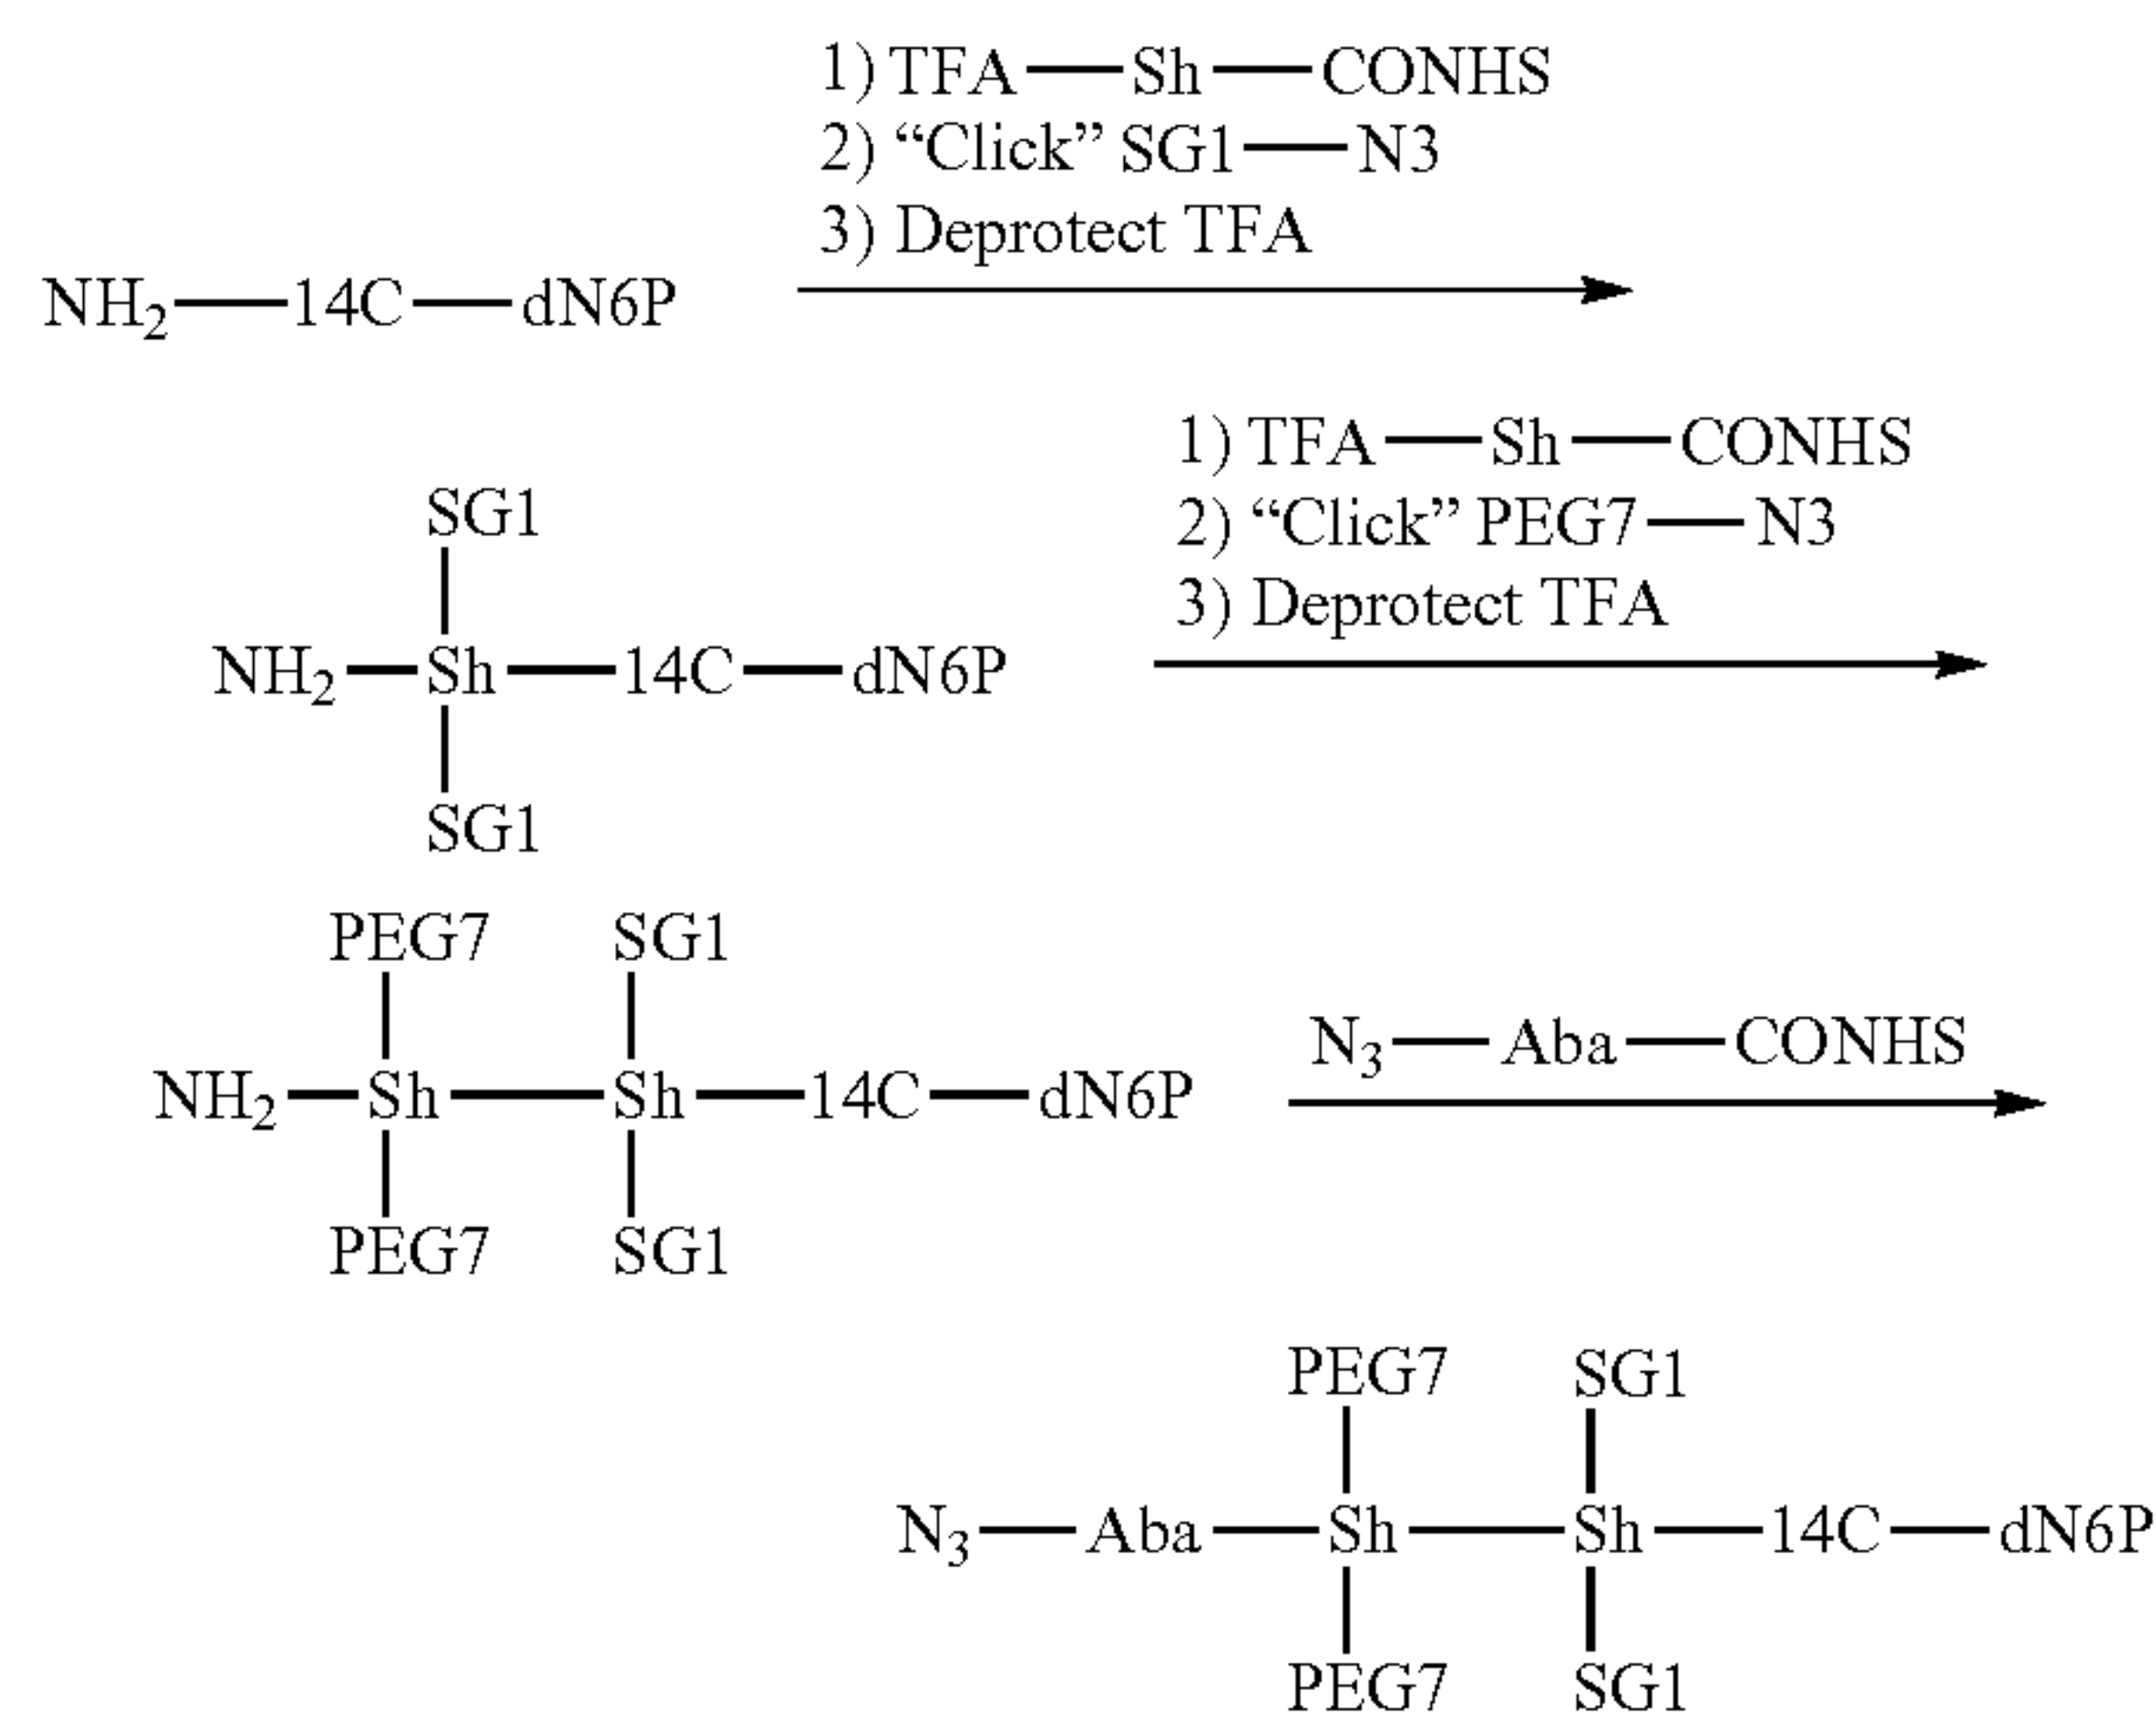 1) TFA—Sh—CONHS
2) “Click” SG1—N3
3) Deprotect TFA
NH2—14C—dN6P
1) TFA—Sh—CONHS
2) “Click” PEG7—N3
3) Deprotect TFA
SG1
NH2—Sh—14C—dN6P
SG1
PEG7 SG1
N3—Aba—CONHS
NH2—Sh—Sh—14C—dN6P
PEG7 SG1
PEG7 SG1
N3—Aba—Sh—Sh—14C—dN6P
PEG7 SG1